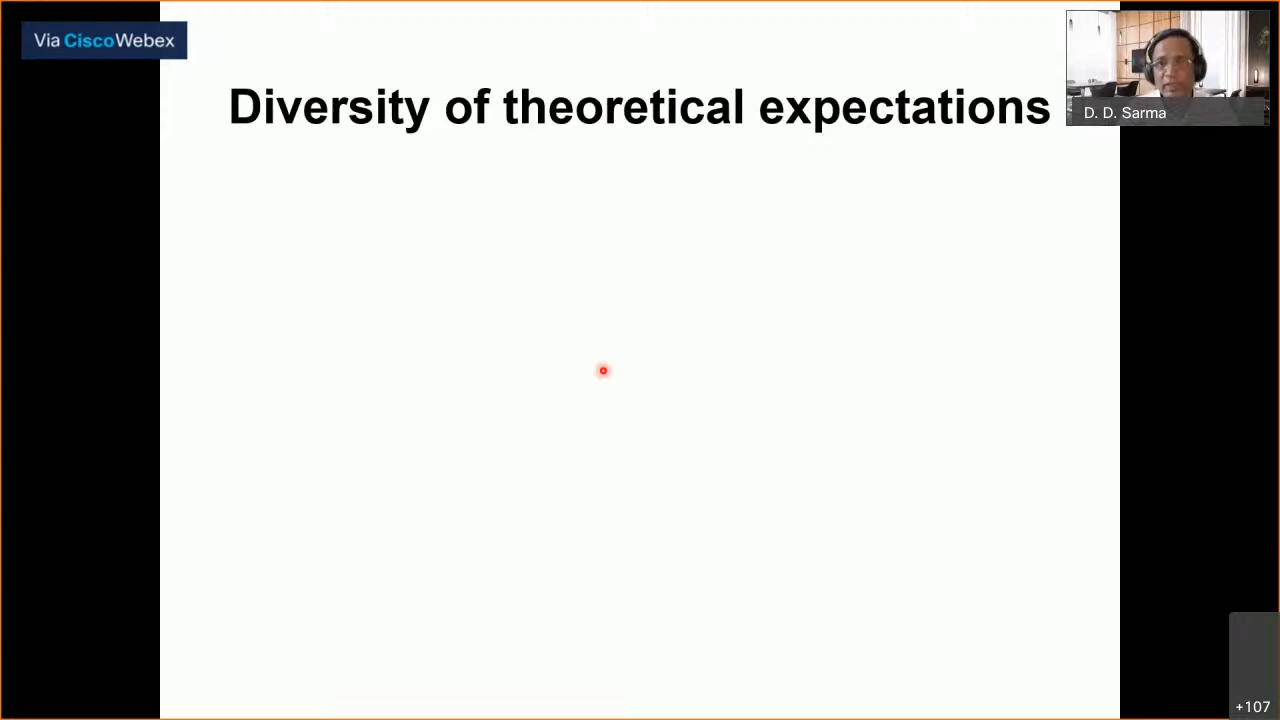 Via CiscoWebex
Diversity of theoretical expectations
D. D. Sarma
+107